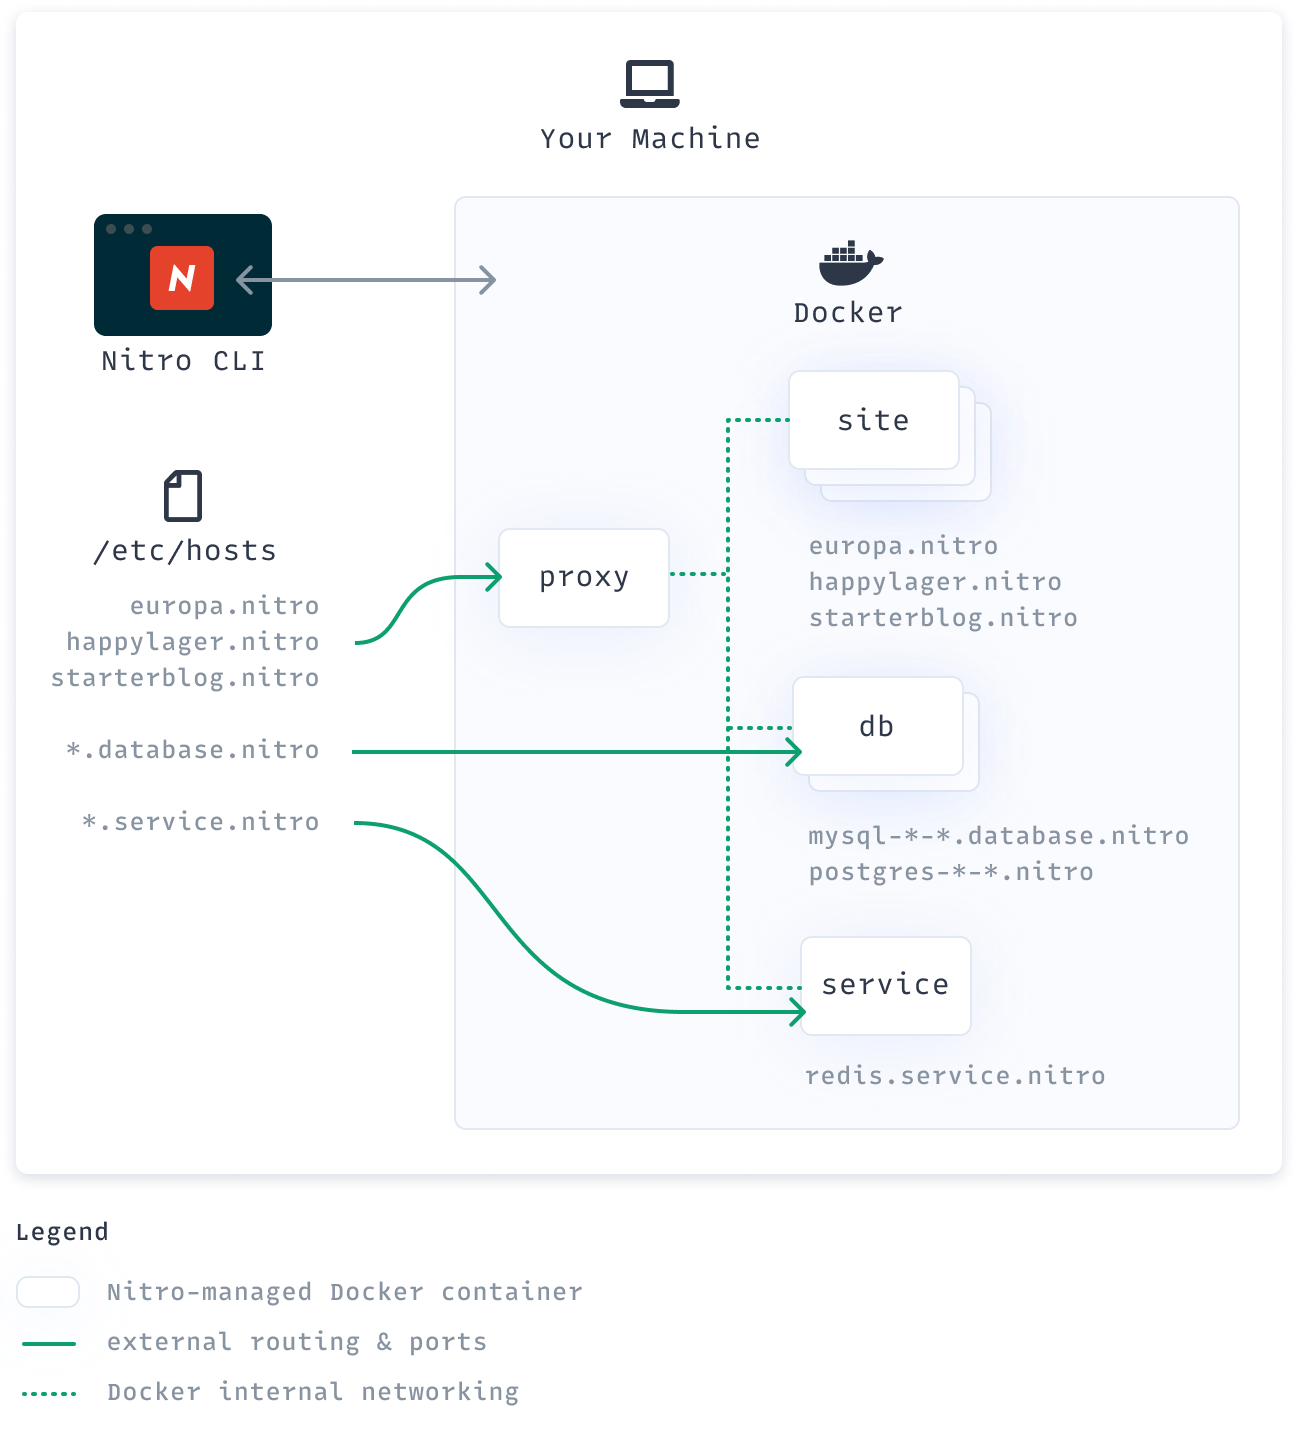 Your Machine
N
Nitro CLI
Docker
/etc/hosts
europa.nitro
happylager.nitro
starterblog.nitro
*.database.nitro
*.service.nitro
proxy
site
europa.nitro
happylager.nitro
starterblog.nitro
db
mysql-*-*.database.nitro
postgres-*-*.nitro
service
redis.service.nitro
Legend
Nitro-managed Docker container
external routing & ports
Docker internal networking